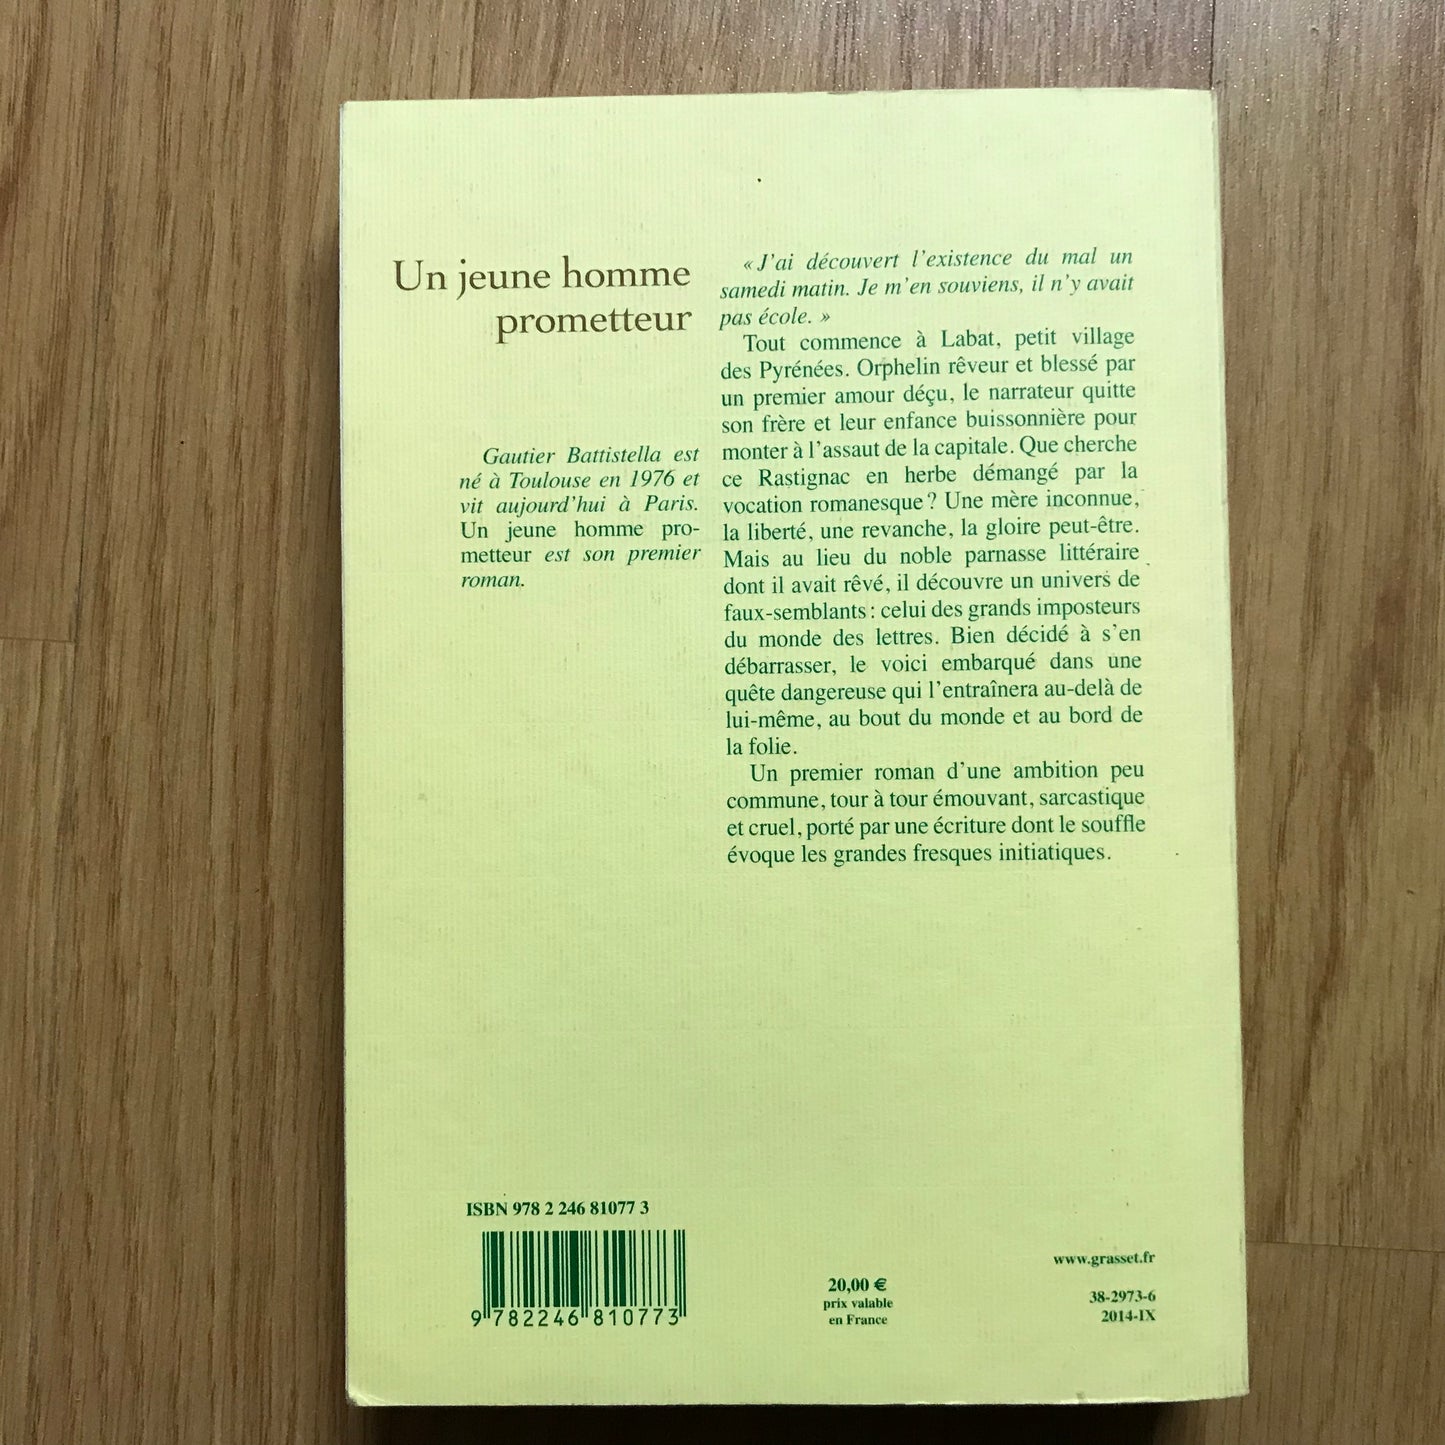 Un jeune homme
prometteur
Gautier Battistella est
né à Toulouse en 1976 et
vit aujourd'hui à Paris.
Un jeune homme pro-
metteur est son premier
roman.
« J'ai découvert l'existence du mal un
samedi matin. Je m'en souviens, il n'y avait
pas école. »
Tout commence à Labat, petit village
des Pyrénées. Orphelin rêveur et blessé par
un premier amour déçu, le narrateur quitte
son frère et leur enfance buissonnière pour
monter à l'assaut de la capitale. Que cherche
ce Rastignac en herbe démangé par la
vocation romanesque ? Une mère inconnue,
la liberté, une revanche, la gloire peut-être.
Mais au lieu du noble parnasse littéraire
dont il avait rêvé, il découvre un univers de
faux-semblants : celui des grands imposteurs
du monde des lettres. Bien décidé à s'en
débarrasser, le voici embarqué dans une
quête dangereuse qui l'entraînera au-delà de
lui-même, au bout du monde et au bord de
la folie.
Un premier roman d'une ambition peu
commune, tour à tour émouvant, sarcastique
et cruel, porté par une écriture dont le souffle
évoque les grandes fresques initiatiques.
ISBN 978 2 246 81077 3
9 782246 810773
20,00 €
prix valable
en France
www.grasset.fr
38-2973-6
2014-IX